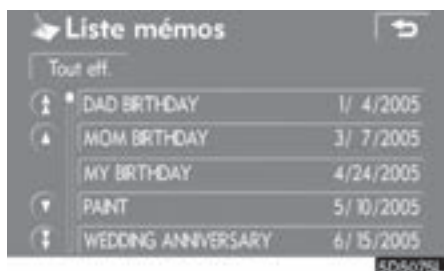 Liste mémos
Tout eff.
DAD BIRTHDAY 1/ 4/2005
MOM BIRTHDAY 3/ 7/2005
MY BIRTHDAY 4/24/2005
PAINT 5/10/2005
WEDDING ANNIVERSARY 6/15/2005